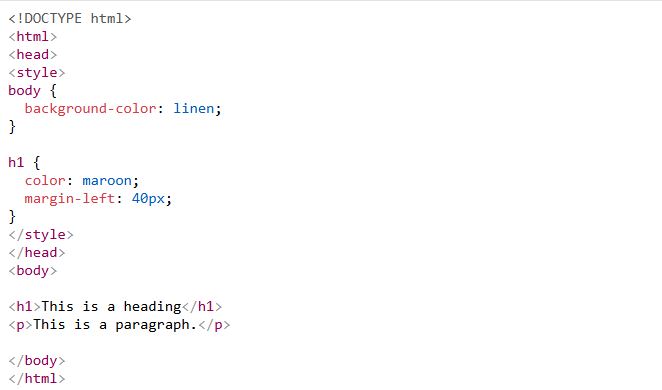 <!DOCTYPE html>
<html>
<head>
<style>
body {
  background-color: linen;
}

h1 {
  color: maroon;
  margin-left: 40px;
}
</style>
</head>
<body>

<h1>This is a heading</h1>
<p>This is a paragraph.</p>

</body>
</html>